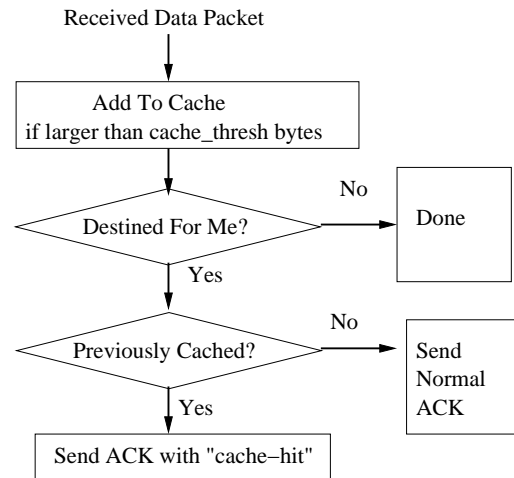 Received Data Packet
Add To Cache
if larger than cache_thresh bytes
Destined For Me?
No
Done
Yes
Previously Cached?
No
Send
Normal
ACK
Yes
Send ACK with "cache−hit"